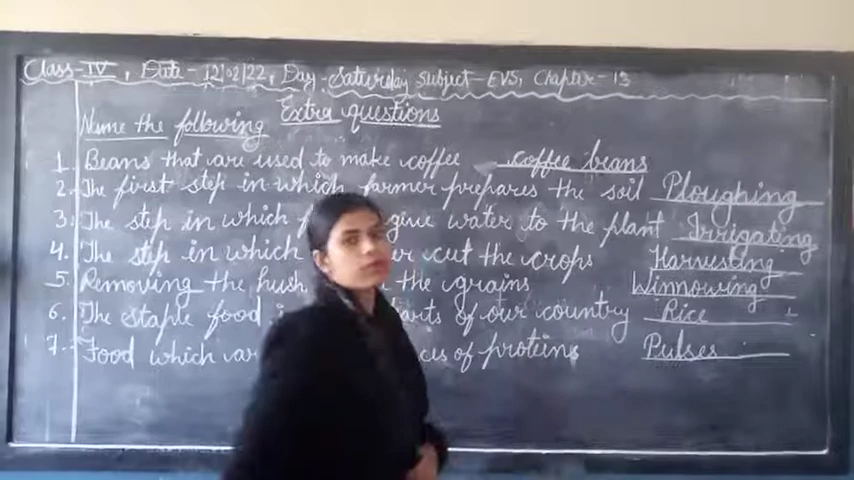 Class-IV, Date-12/02/22, Day-Saturday Subject-EVS, Chapter-13
Extra questions
Name the following
1. Beans that are used to make coffee coffee beans
2. The first step in which farmer prepares the soil Ploughing
3. The step in which give water to the plant Irrigating
4. The step in which cut the crops Harvesting
5. Removing the husk the grains Winnowing
6. The staple food of our country Rice
7. Food which of proteins Pulses